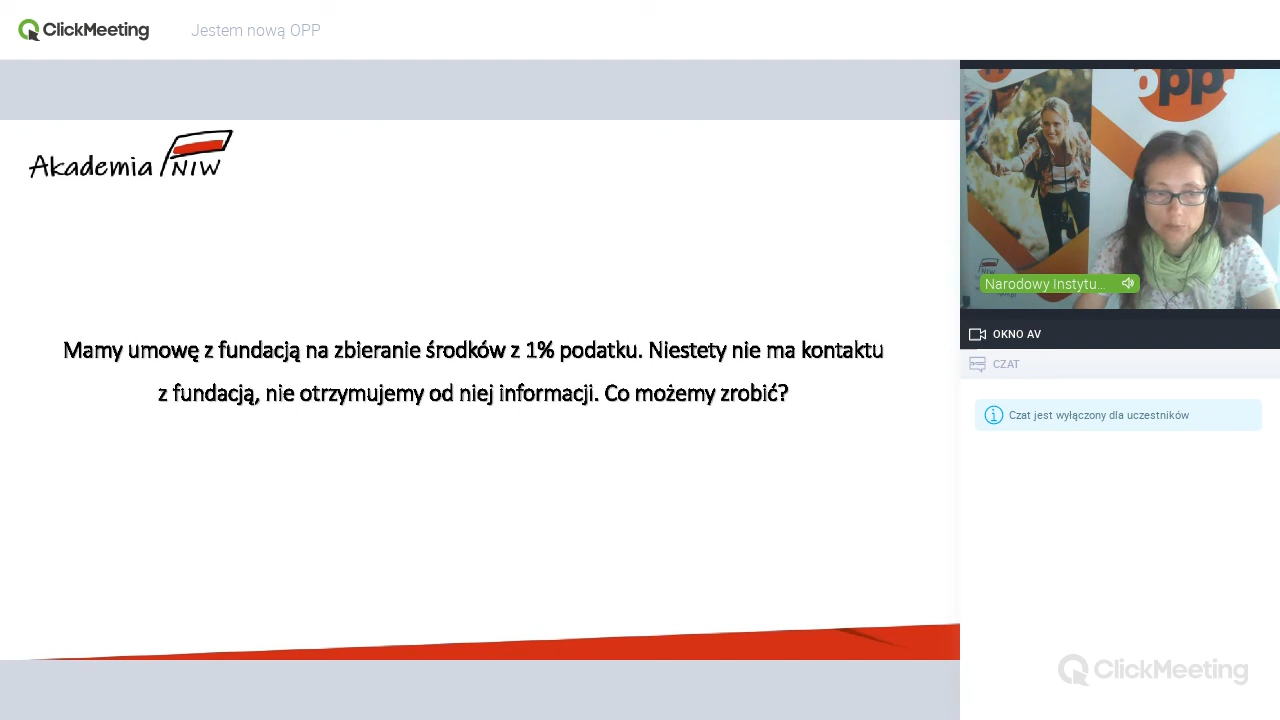 ClickMeeting
Jestem nową OPP
Akademia NIW
opp.
Mamy umowę z fundacją na zbieranie środków z 1% podatku. Niestety nie ma kontaktu
z fundacją, nie otrzymujemy od niej informacji. Co możemy zrobić?
NIW
Narodowy Instytu...
OKNO AV
CZAT
Czat jest wyłączony dla uczestników
ClickMeeting